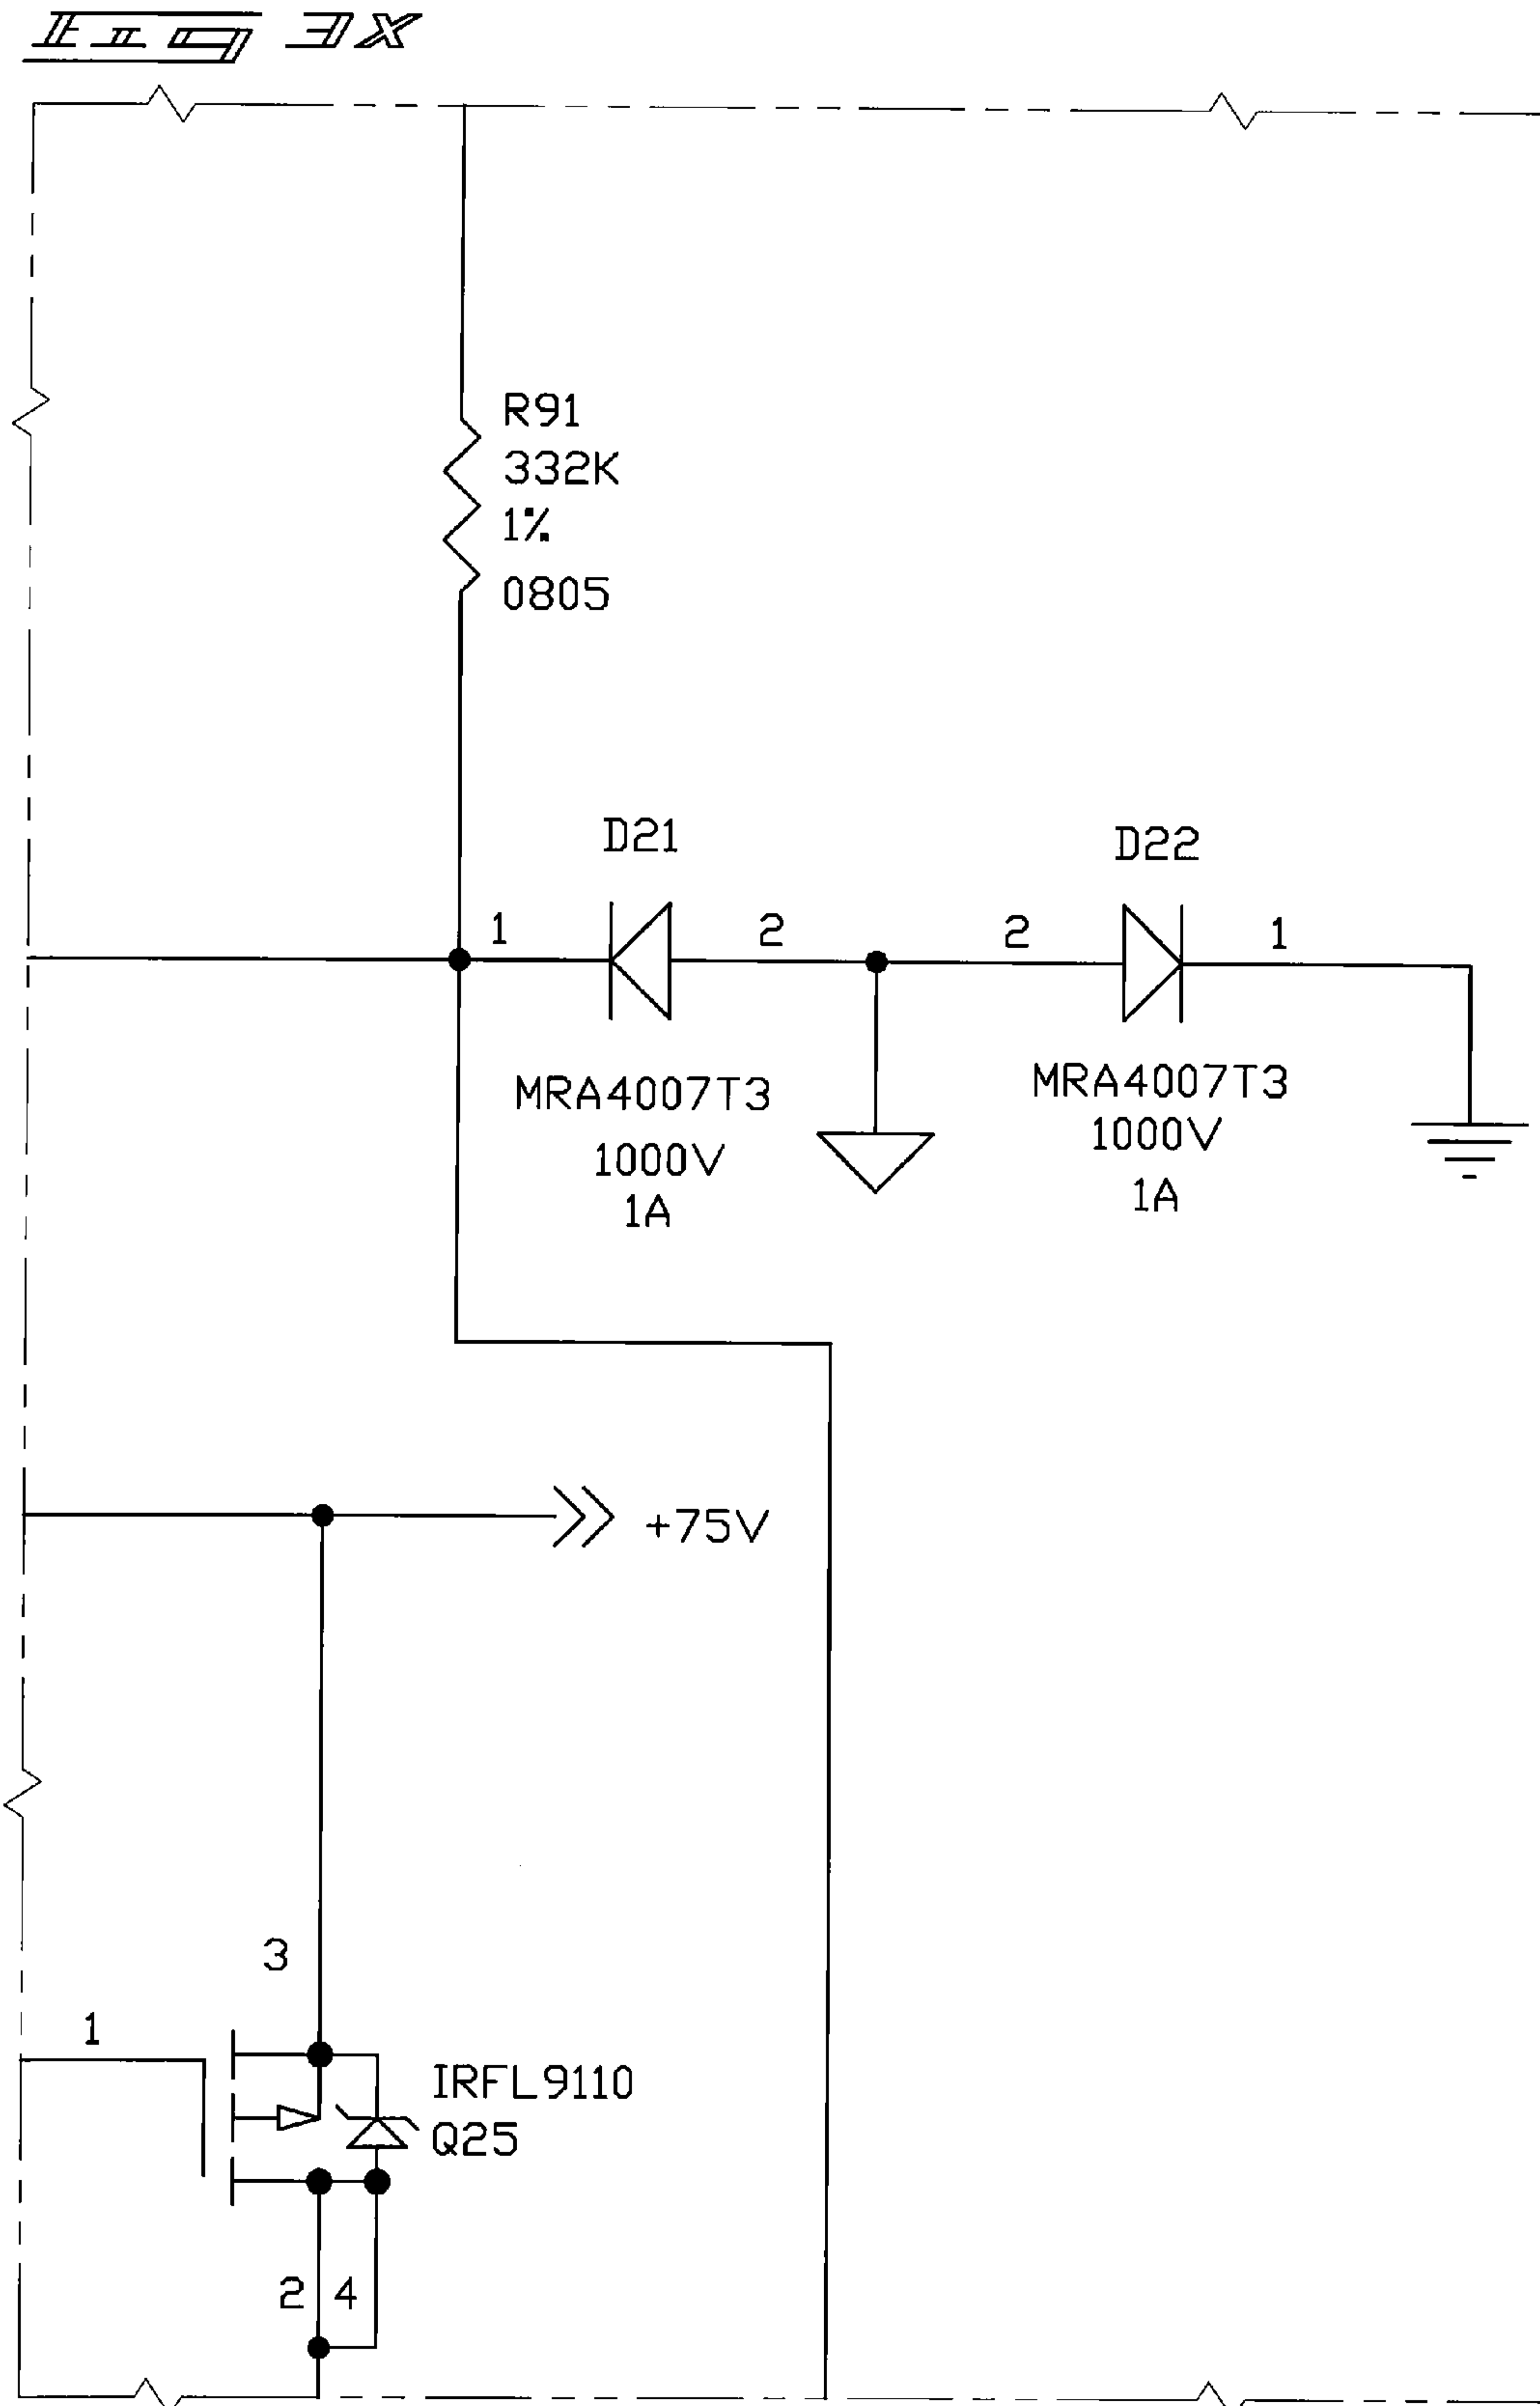 Fig 3X
R91
332K
1%
0805
D21
D22
1
2
2
1
MRA4007T3
1000V
1A
MRA4007T3
1000V
1A
+75V
3
1
IRFL9110
Q25
2
4